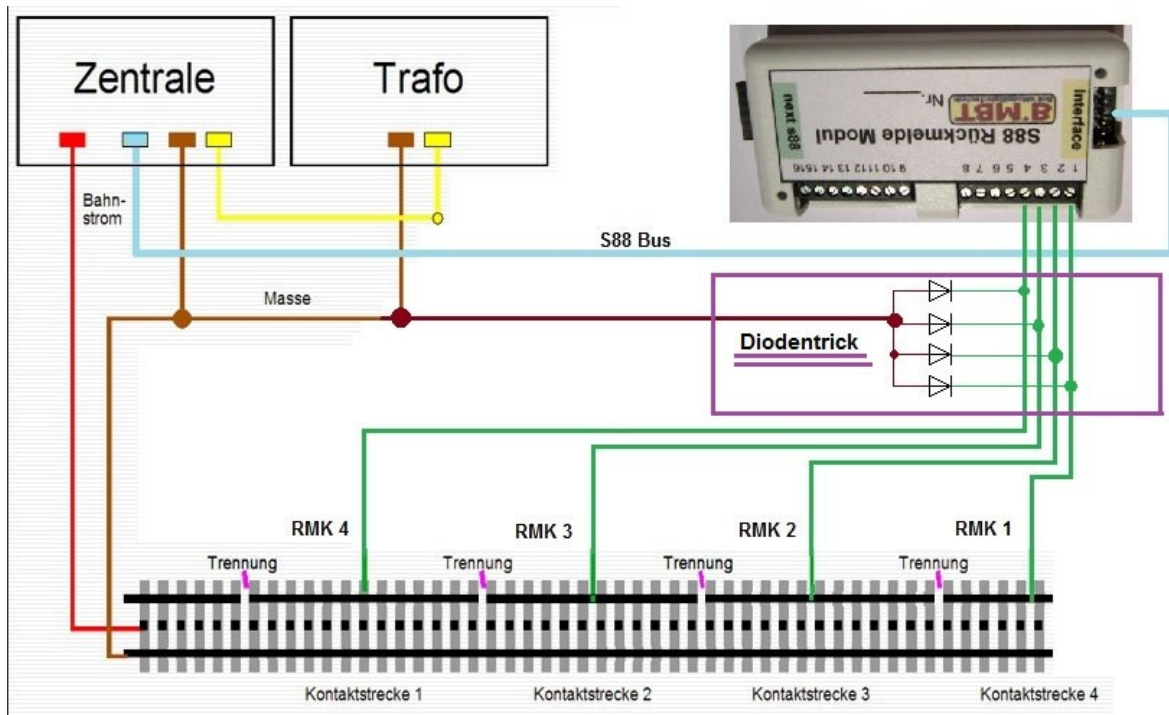 Zentrale
Trafo
Bahn-
strom
S88 Bus
Masse
Interface
next s88
Nr.
MBT
S88 Rückmelde Modul
1 2 3 4 5 6 7 8
9 10 11 12 13 14 15 16
Diodentrick
RMK 4
RMK 3
RMK 2
RMK 1
Trennung
Trennung
Trennung
Trennung
Kontaktstrecke 1
Kontaktstrecke 2
Kontaktstrecke 3
Kontaktstrecke 4